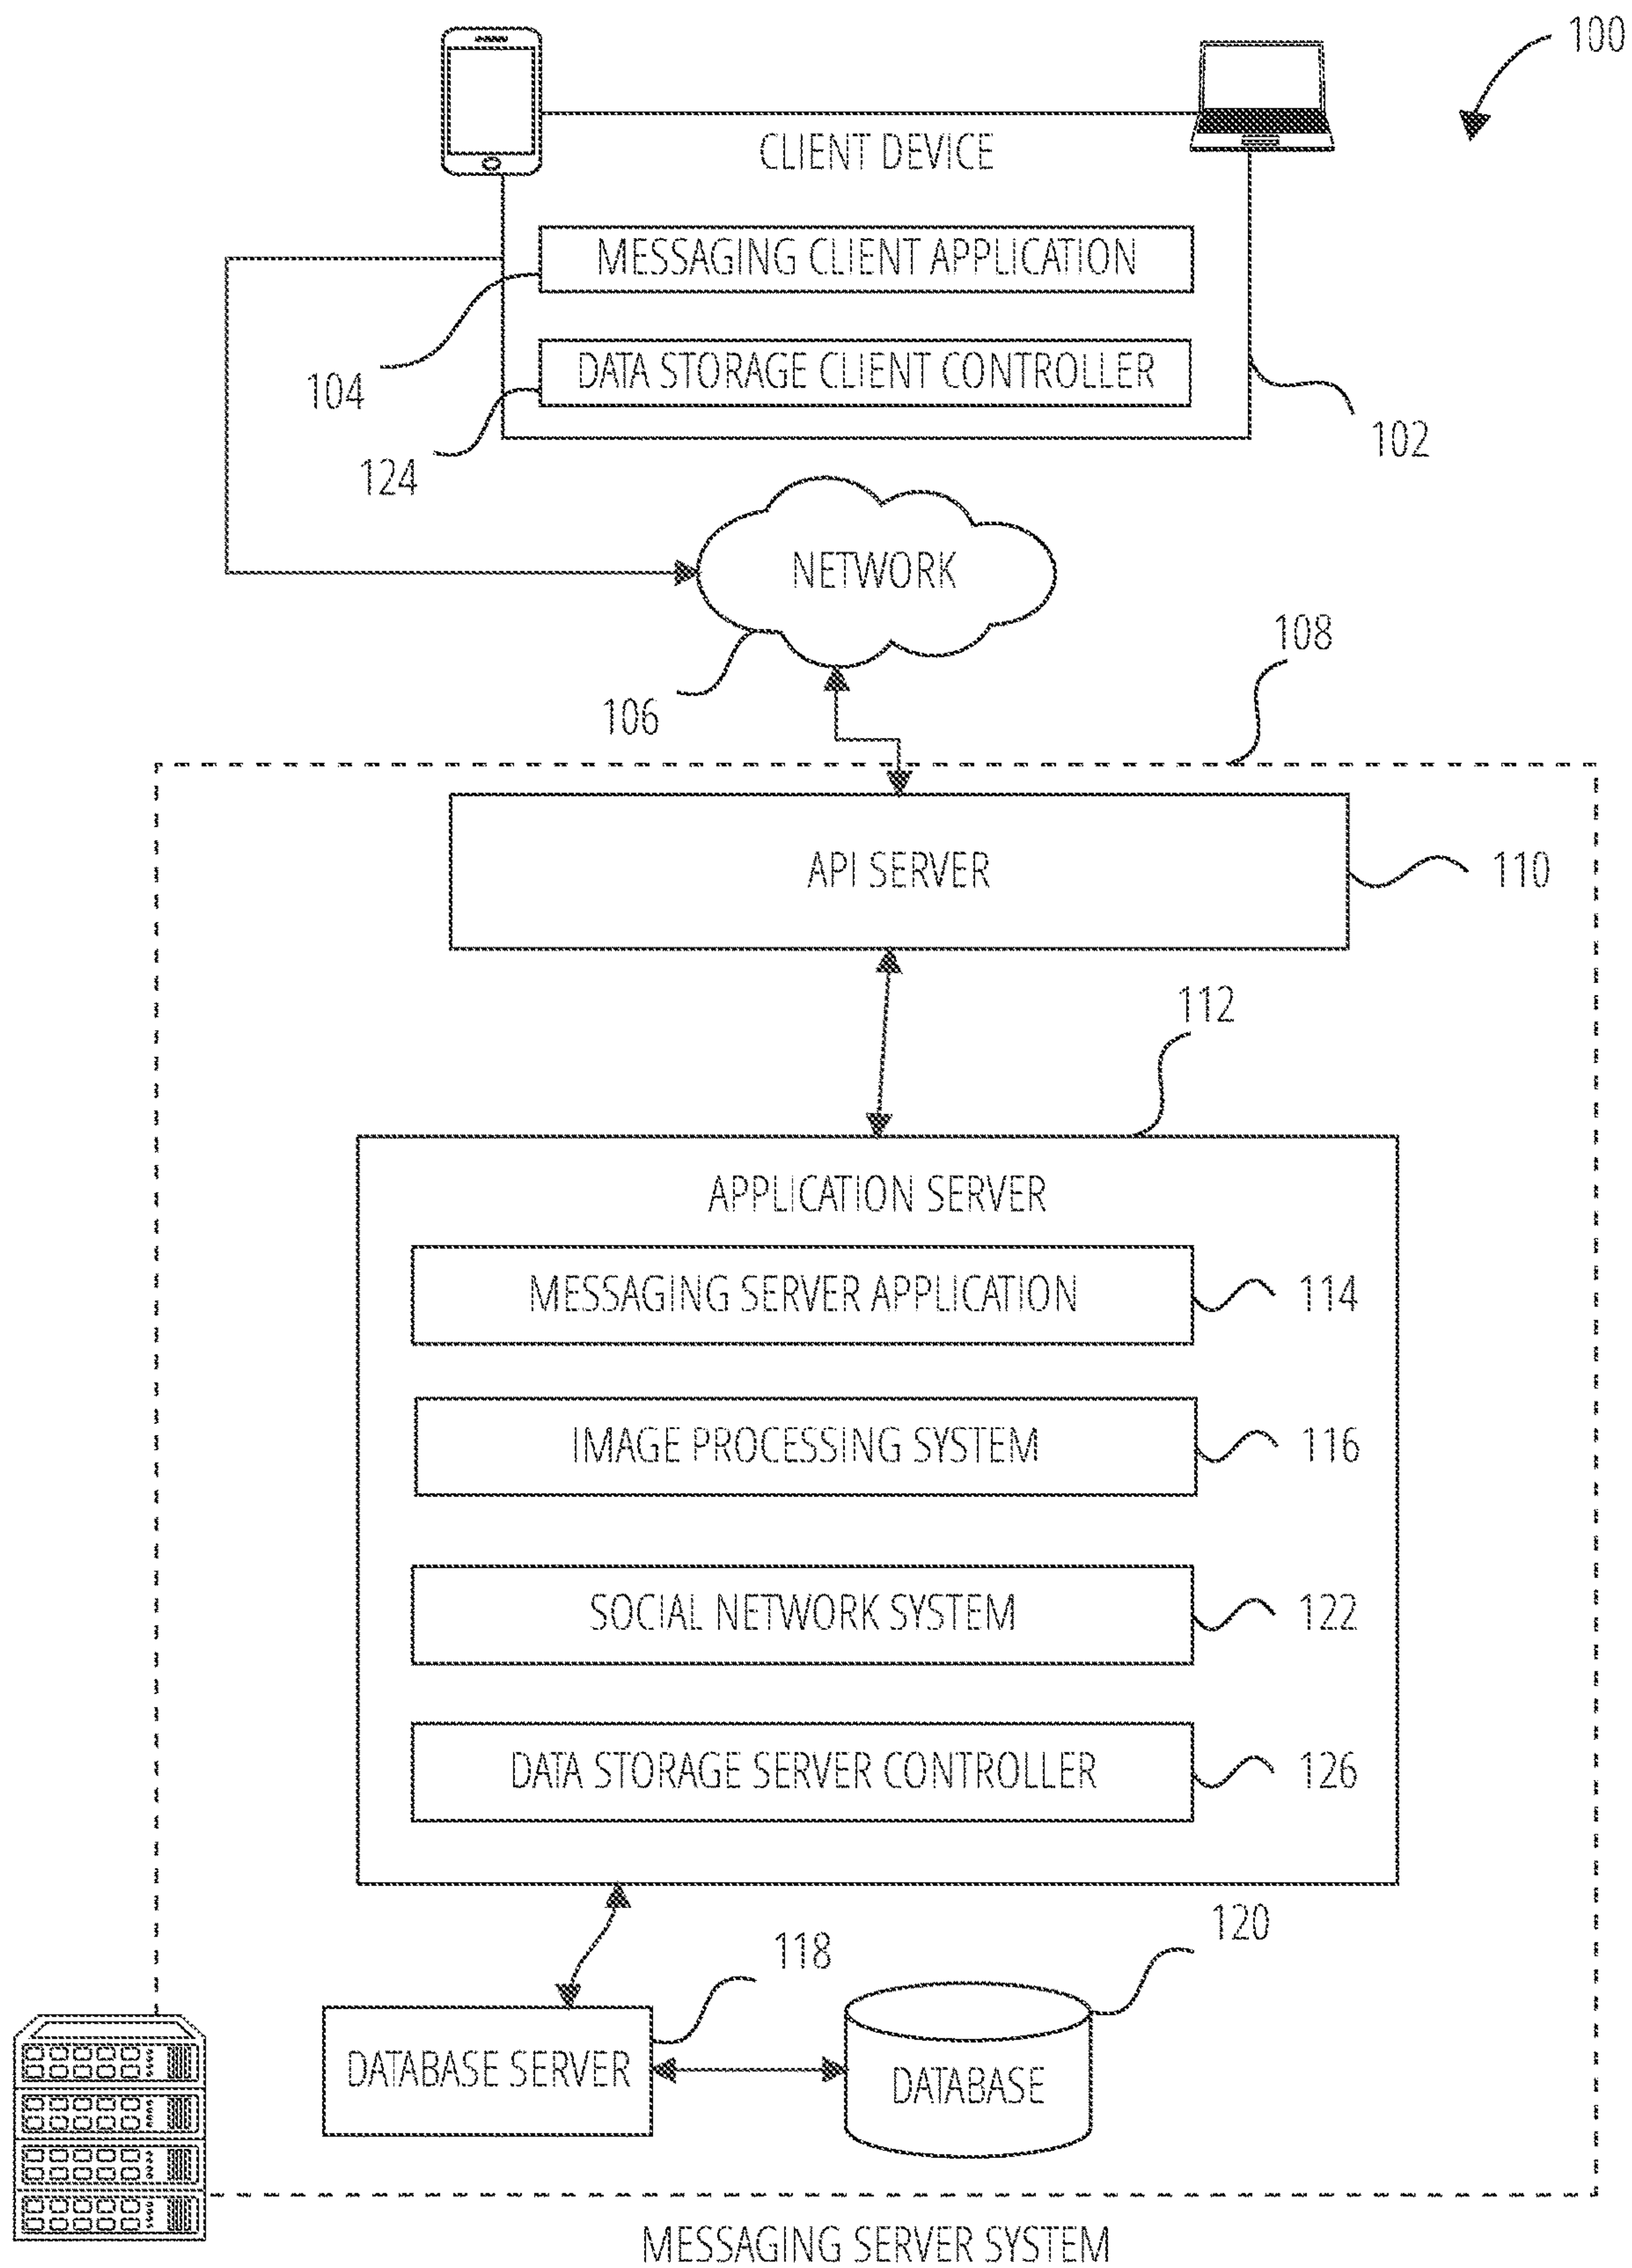 100
CLIENT DEVICE
MESSAGING CLIENT APPLICATION
104
DATA STORAGE CLIENT CONTROLLER
102
124
NETWORK
106
108
API SERVER
110
112
APPLICATION SERVER
MESSAGING SERVER APPLICATION
114
IMAGE PROCESSING SYSTEM
116
SOCIAL NETWORK SYSTEM
122
DATA STORAGE SERVER CONTROLLER
126
120
118
DATABASE SERVER
DATABASE
MESSAGING SERVER SYSTEM